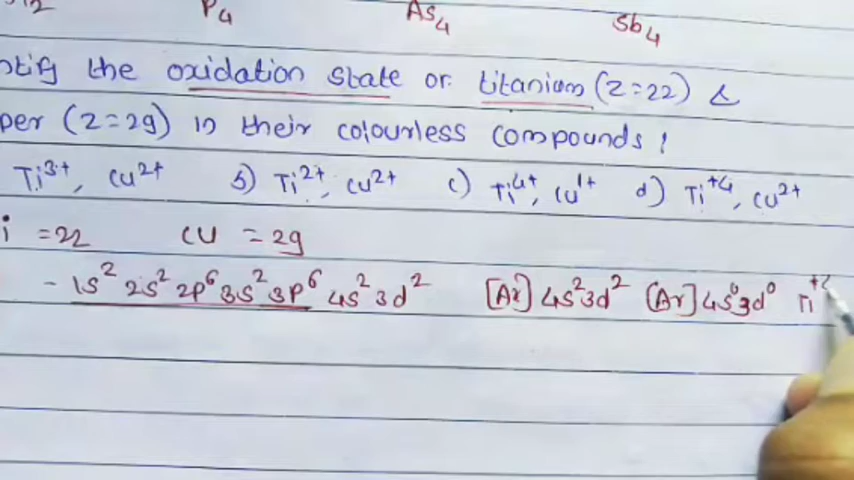 P4 As4 Sb4
the oxidation state or titanium (Z=22) &
per (Z=29) in their colourless compounds!
Ti3+, Cu2+ b) Ti2+, Cu2+ c) Ti4+, Cu1+ d) Ti+4, Cu2+
i =22 CU =29
- 1s2 2s2 2p6 3s2 3p6 4s2 3d2 [Ar] 4s2 3d2 [Ar] 4s0 3d0 Ti